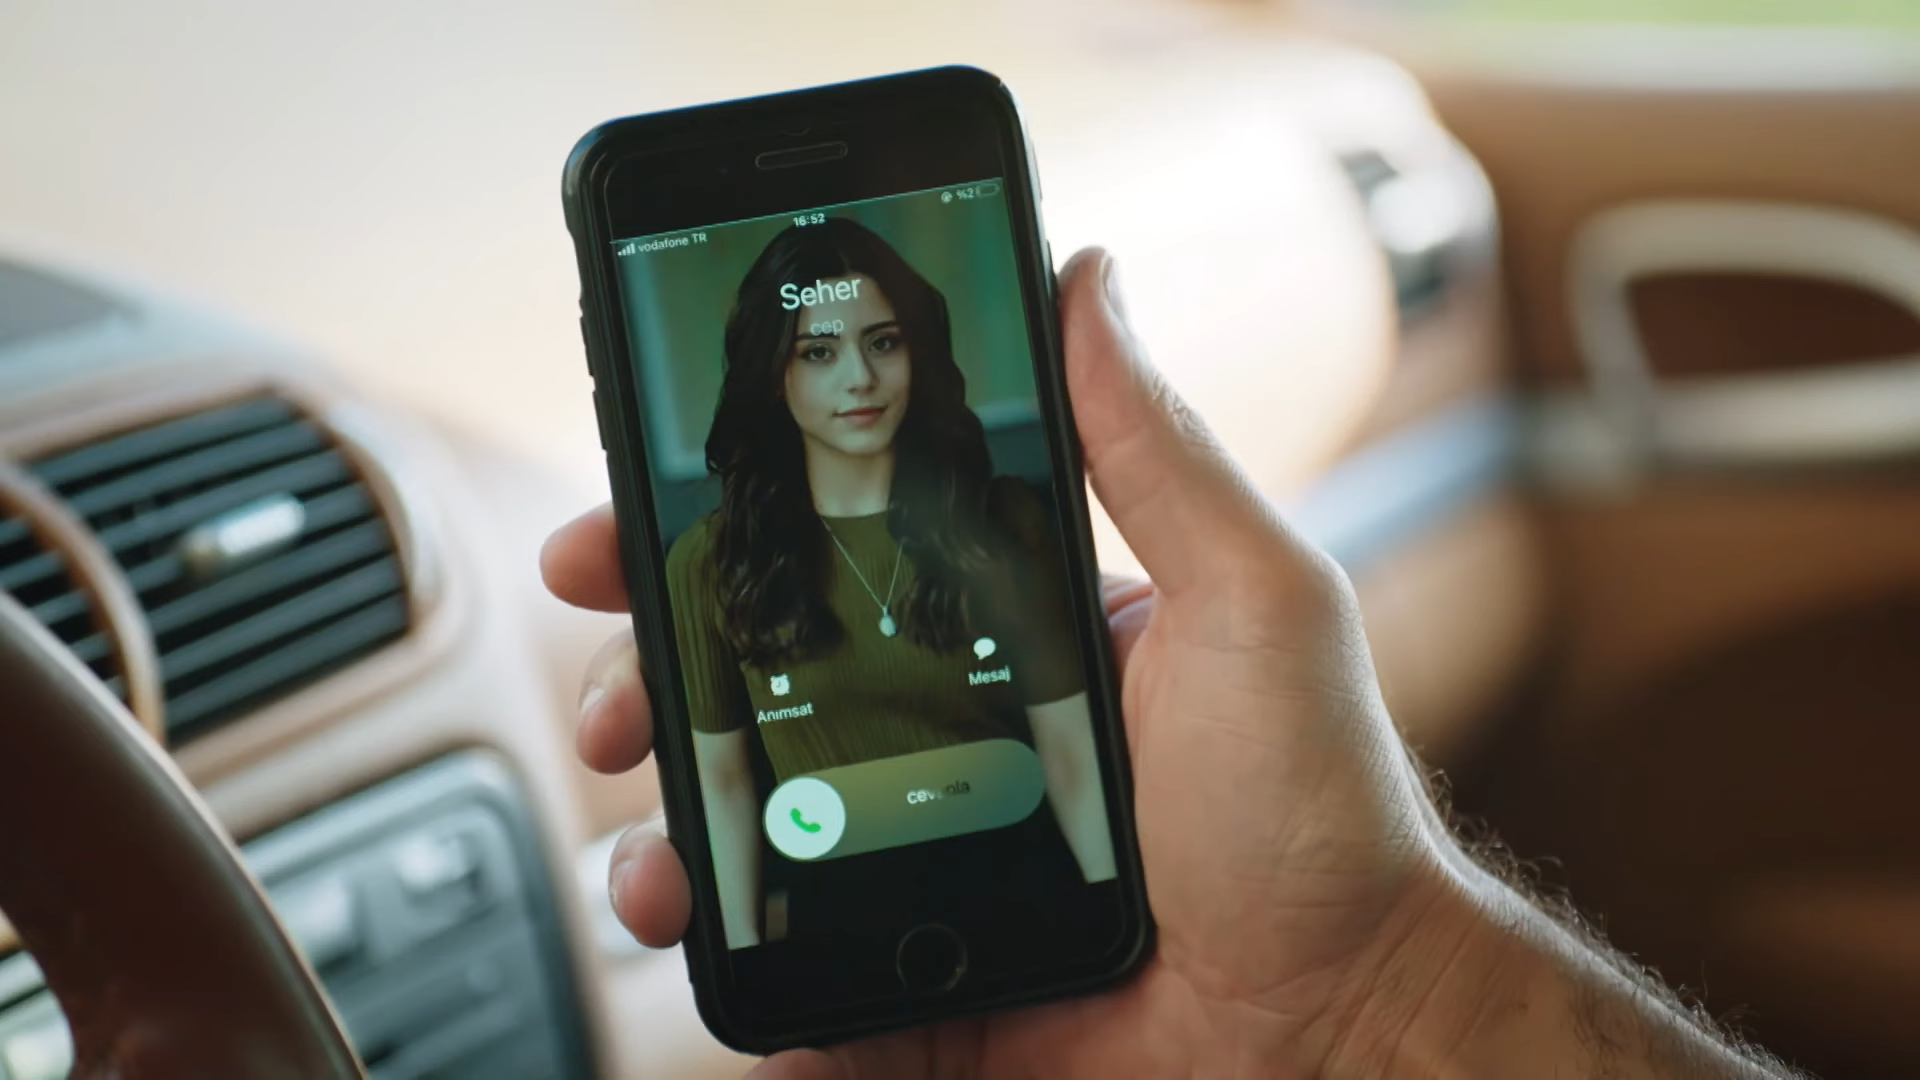 16:52
%2
vodafone TR
Seher
cep
Anımsat
Mesaj